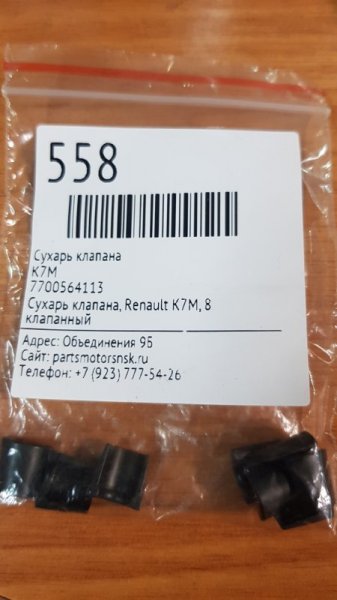 558
Сухарь клапана
K7M
7700564113
Сухарь клапана, Renault K7M, 8
клапанный
Адрес: Объединения 95
Сайт: partsmotorsnsk.ru
Телефон: +7 (923) 777-54-26